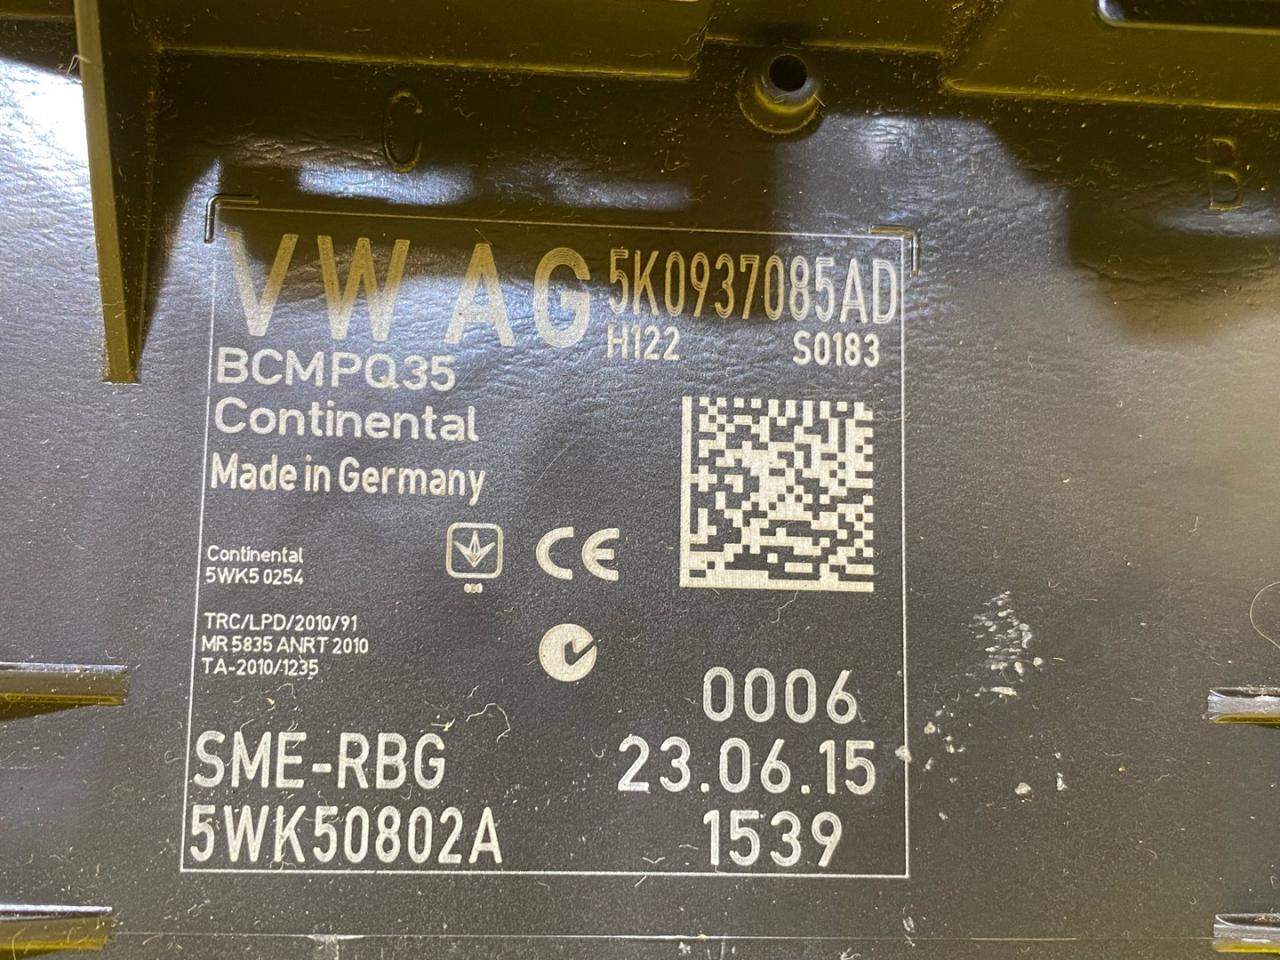 C
B
VW AG 5K0937085AD
H122 S0183
BCMPQ35
Continental
Made in Germany
CE
Continental
5WK5 0254
TRC/LPD/2010/91
MR 5835 ANRT 2010
TA-2010/1235
0006
SME-RBG 23.06.15
5WK50802A 1539